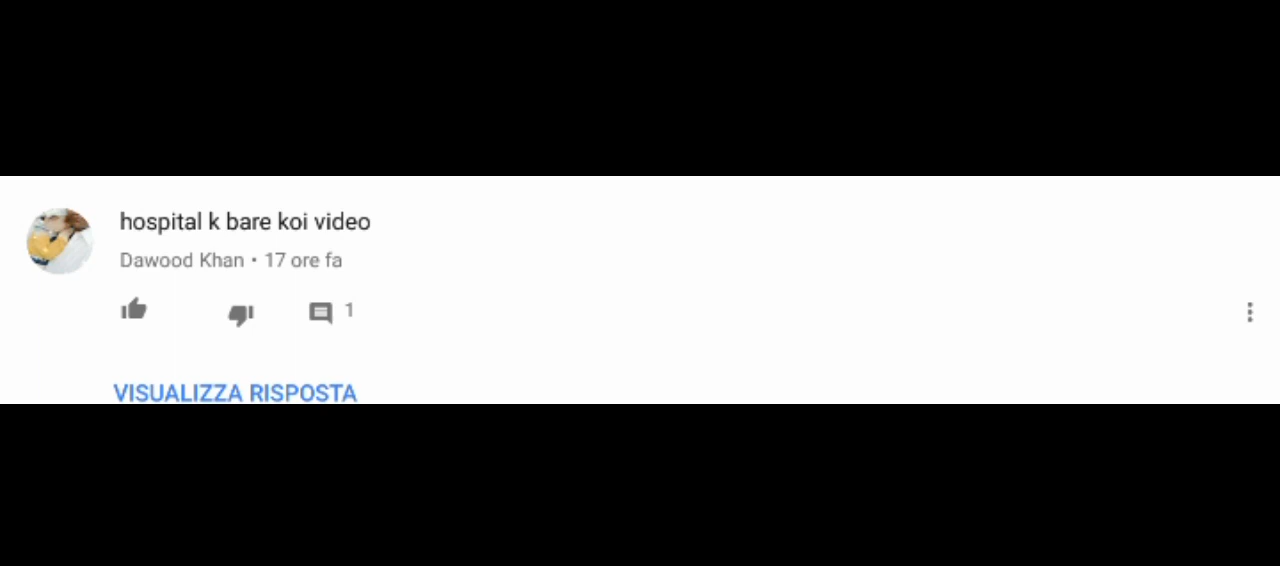 hospital k bare koi video
Dawood Khan • 17 ore fa
1
VISUALIZZA RISPOSTA